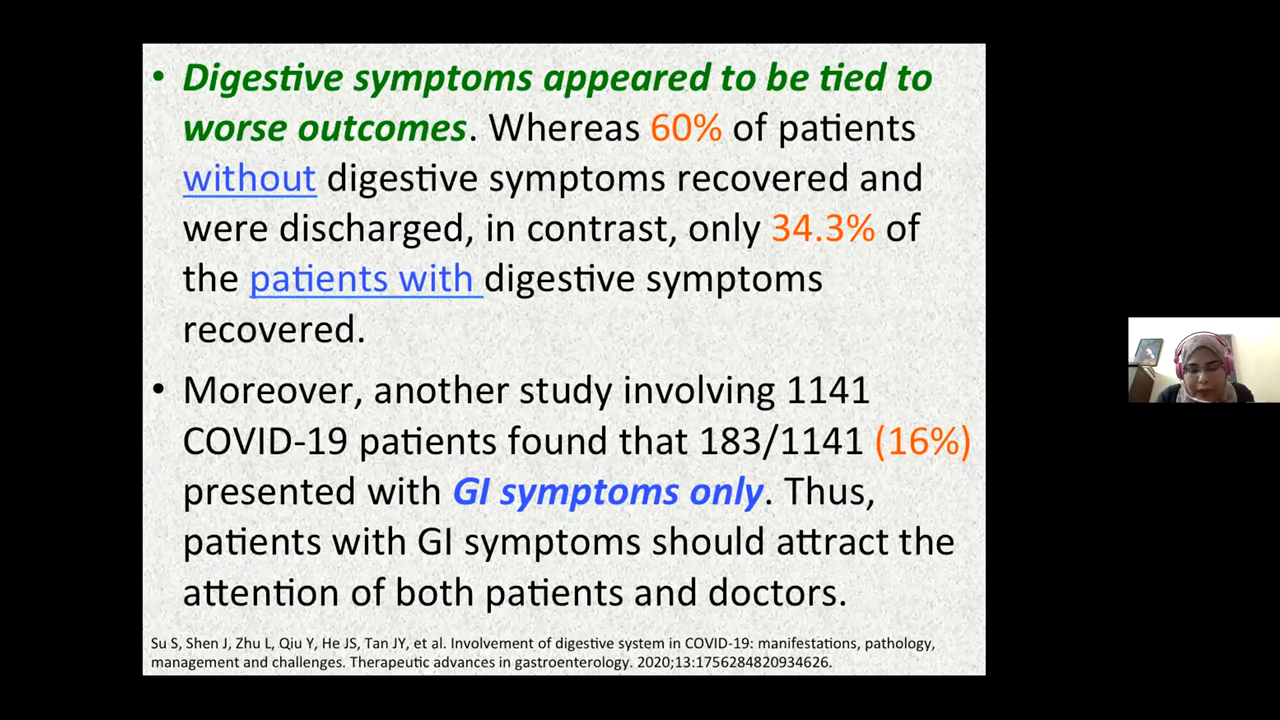 • Digestive symptoms appeared to be tied to
worse outcomes. Whereas 60% of patients
without digestive symptoms recovered and
were discharged, in contrast, only 34.3% of
the patients with digestive symptoms
recovered.
• Moreover, another study involving 1141
COVID-19 patients found that 183/1141 (16%)
presented with GI symptoms only. Thus,
patients with GI symptoms should attract the
attention of both patients and doctors.
Su S, Shen J, Zhu L, Qiu Y, He JS, Tan JY, et al. Involvement of digestive system in COVID-19: manifestations, pathology,
management and challenges. Therapeutic advances in gastroenterology. 2020;13:1756284820934626.